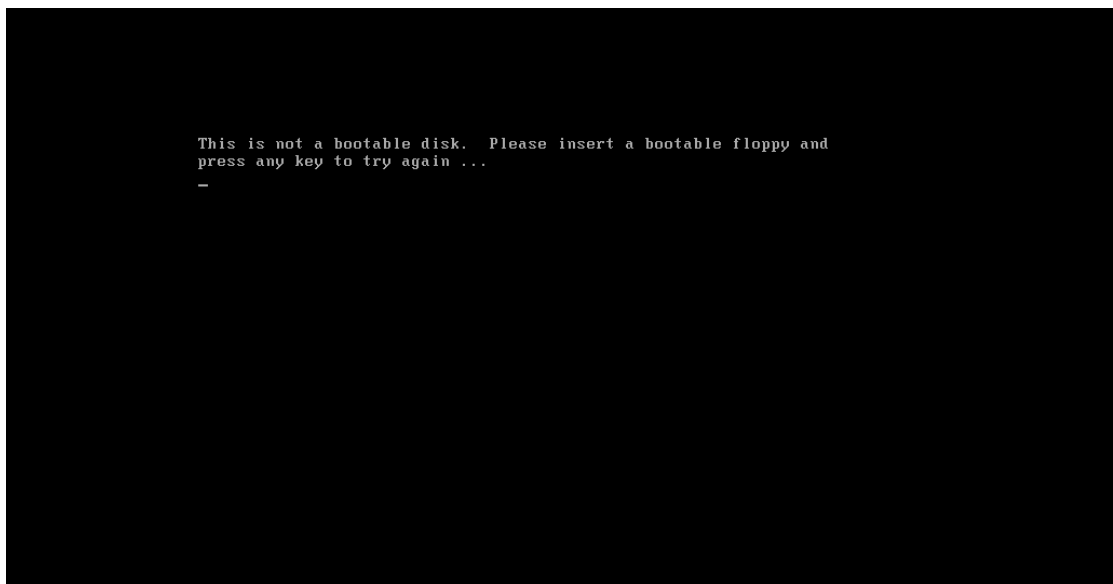 This is not a bootable disk.  Please insert a bootable floppy and
press any key to try again ...